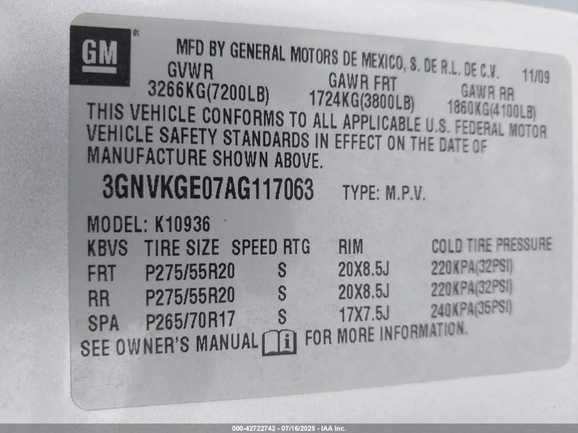 GM
MFD BY GENERAL MOTORS DE MEXICO, S. DE R.L. DE C.V. 11/09
GVWR GAWR FRT GAWR RR
3266KG(7200LB) 1724KG(3800LB) 1860KG(4100LB)
THIS VEHICLE CONFORMS TO ALL APPLICABLE U.S. FEDERAL MOTOR
VEHICLE SAFETY STANDARDS IN EFFECT ON THE DATE OF
MANUFACTURE SHOWN ABOVE.
3GNVKGE07AG117063 TYPE: M.P.V.
MODEL: K10936
KBVS TIRE SIZE SPEED RTG RIM COLD TIRE PRESSURE
FRT P275/55R20 S 20X8.5J 220KPA(32PSI)
RR P275/55R20 S 20X8.5J 220KPA(32PSI)
SPA P265/70R17 S 17X7.5J 240KPA(35PSI)
SEE OWNER'S MANUAL i FOR MORE INFORMATION.
000-42722742 - 07/16/2025 - IAA Inc.